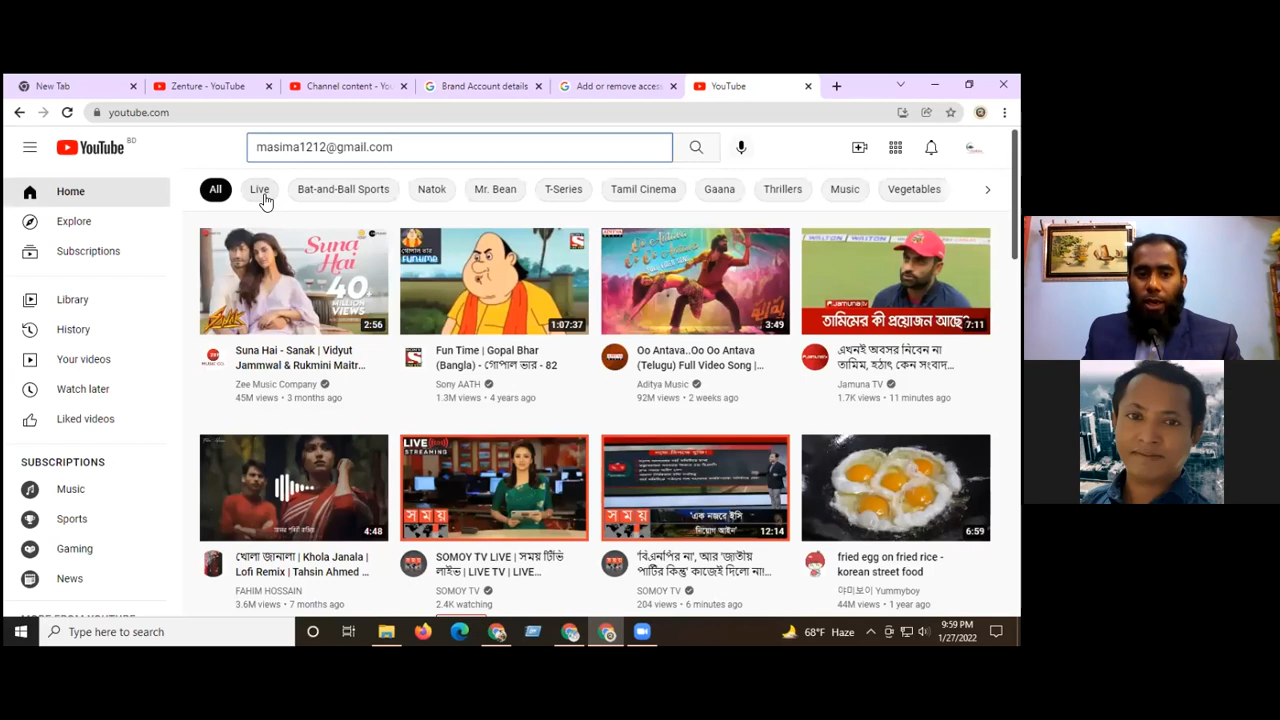 New Tab
Zenture - YouTube
Channel content - You
Brand Account details
Add or remove acces
YouTube
youtube.com
YouTube BD
masima1212@gmail.com
All
Live
Bat-and-Ball Sports
Natok
Mr. Bean
T-Series
Tamil Cinema
Gaana
Thrillers
Music
Vegetables
Home
Explore
Subscriptions
Library
History
Your videos
Watch later
Liked videos
SUBSCRIPTIONS
Music
Sports
Gaming
News
Suna Hai
40+
MILLION
VIEWS
2:56
Suna Hai - Sanak | Vidyut
Jammwal & Rukmini Maitr...
Zee Music Company
45M views • 3 months ago
1:07:37
Fun Time | Gopal Bhar
(Bangla) - গোপাল ভার - 82
Sony AATH
1.3M views • 4 years ago
3:49
Oo Antava..Oo Oo Antava
(Telugu) Full Video Song |...
Aditya Music
92M views • 2 weeks ago
WALTON
Jamuna TV
তামিমের কী প্রয়োজন আছে?
7:11
এখনই অবসর নিবেন না
তামিম, হঠাৎ কেন সংবাদ...
Jamuna TV
1.7K views • 11 minutes ago
4:48
খোলা জানালা | Khola Janala |
Lofi Remix | Tahsin Ahmed ...
FAHIM HOSSAIN
3.6M views • 7 months ago
LIVE
STREAMING
সময়
SOMOY TV LIVE | সময় টিভি
লাইভ | LIVE TV | LIVE...
SOMOY TV
2.4K watching
সময়
'এক নজরে ইসি
নিয়োগ আইন'
12:14
'বিএনপির না', আর 'জাতীয়
পার্টির কিন্তু' কাজেই দিলো না!...
SOMOY TV
204 views • 6 minutes ago
6:59
fried egg on fried rice -
korean street food
야미보이 Yummyboy
44M views • 1 year ago
Type here to search
68°F Haze
9:59 PM
1/27/2022